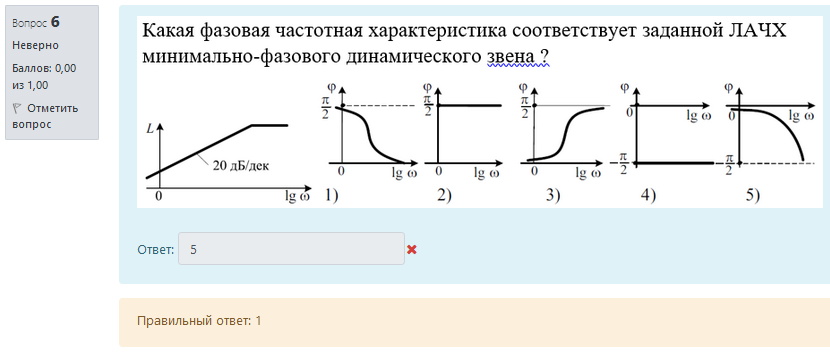 Вопрос 6
Неверно
Баллов: 0,00
из 1,00
Отметить
вопрос
Какая фазовая частотная характеристика соответствует заданной ЛАЧХ
минимально-фазового динамического звена ?
L
20 дБ/дек
0
lg ω
φ
π
2
0
lg ω
1)
φ
π
2
0
lg ω
2)
φ
π
2
0
lg ω
3)
φ
0
lg ω
−π
2
4)
φ
0
lg ω
−π
2
5)
Ответ: 5
Правильный ответ: 1